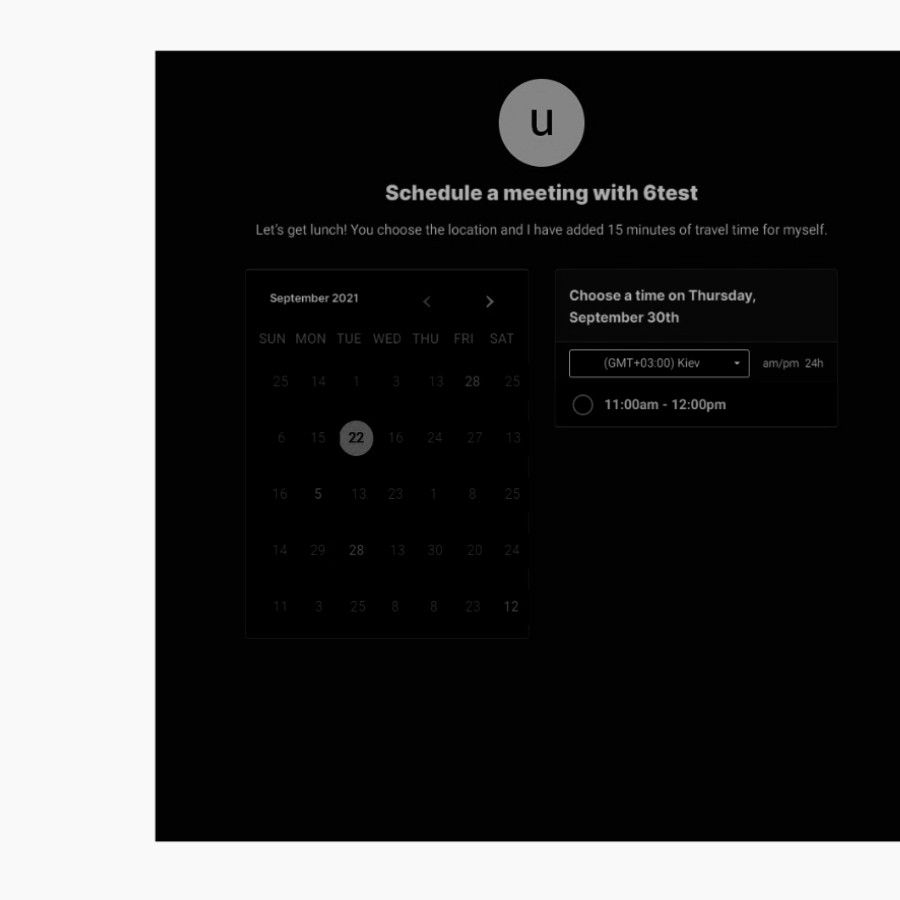 u
Schedule a meeting with 6test
Let's get lunch! You choose the location and I have added 15 minutes of travel time for myself.
September 2021
SUN MON TUE WED THU FRI SAT
25 14 1 3 13 28 25
6 15 22 16 24 27 13
16 5 13 23 1 8 25
14 29 28 13 30 20 24
11 3 25 8 8 23 12
Choose a time on Thursday,
September 30th
(GMT+03:00) Kiev am/pm 24h
11:00am - 12:00pm